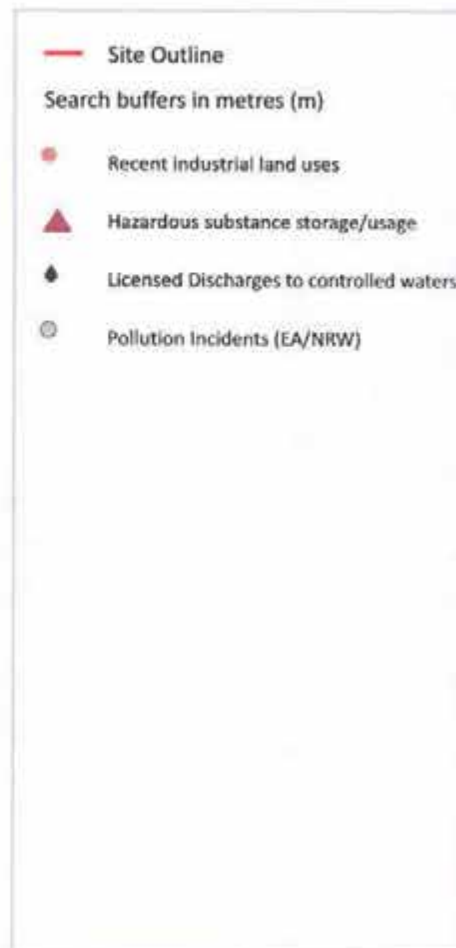 Site Outline
Search buffers in metres (m)
Recent industrial land uses
Hazardous substance storage/usage
Licensed Discharges to controlled waters
Pollution Incidents (EA/NRW)